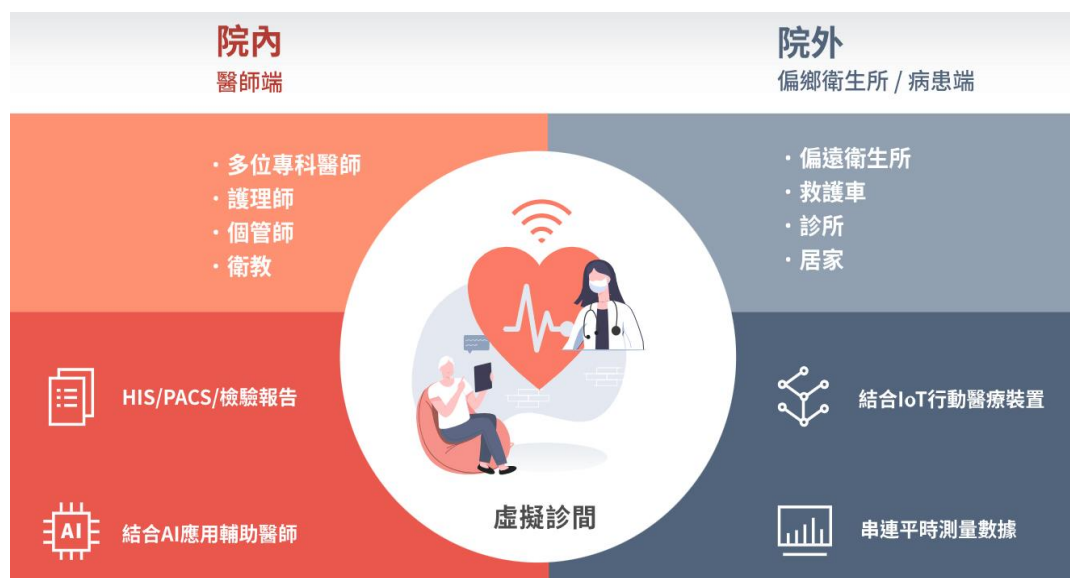 院內
醫師端
院外
偏鄉衛生所 / 病患端
・多位專科醫師
・護理師
・個管師
・衛教
・偏遠衛生所
・救護車
・診所
・居家
HIS/PACS/檢驗報告
AI
結合AI應用輔助醫師
虛擬診間
結合IoT行動醫療裝置
串連平時測量數據